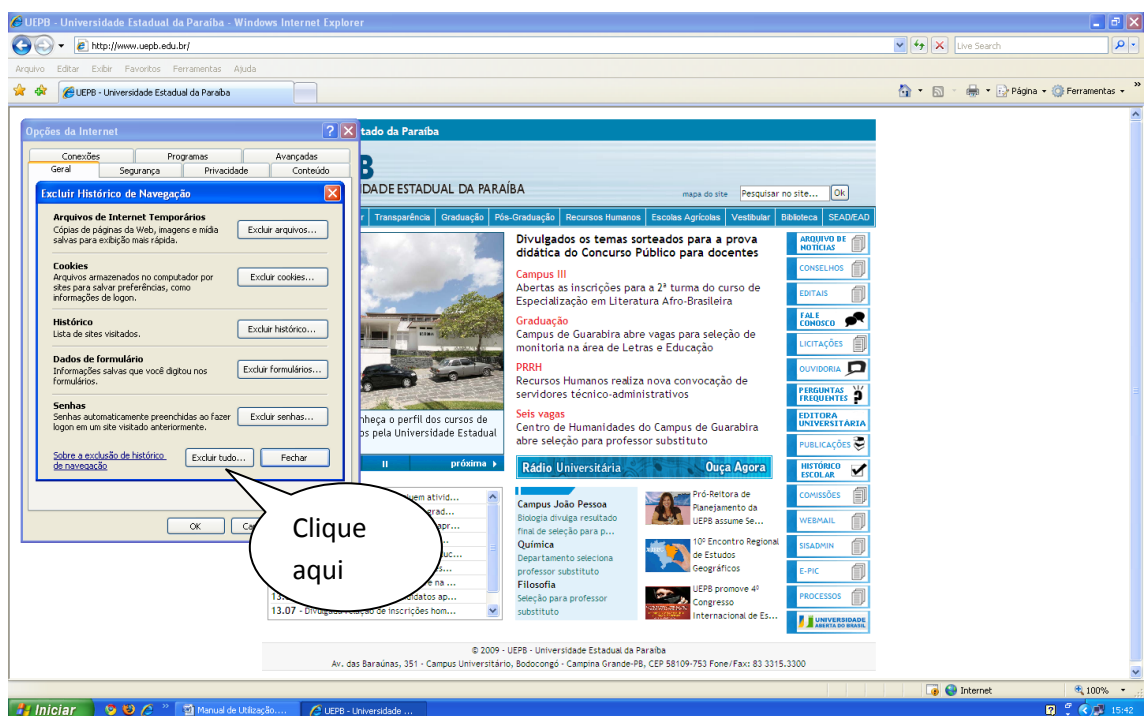 UEPB - Universidade Estadual da Paraíba - Windows Internet Explorer
http://www.uepb.edu.br/
Live Search
Arquivo Editar Exibir Favoritos Ferramentas Ajuda
UEPB - Universidade Estadual da Paraíba
Página Ferramentas
Opções da Internet
Conexões Programas Avançadas
Geral Segurança Privacidade Conteúdo
Excluir Histórico de Navegação
Arquivos de Internet Temporários
Cópias de páginas da Web, imagens e mídia
salvas para exibição mais rápida.
Excluir arquivos...
Cookies
Arquivos armazenados no computador por
sites para salvar preferências, como
informações de logon.
Excluir cookies...
Histórico
Lista de sites visitados.
Excluir histórico...
Dados de formulário
Informações salvas que você digitou nos
formulários.
Excluir formulários...
Senhas
Senhas automaticamente preenchidas ao fazer
logon em um site visitado anteriormente.
Excluir senhas...
Sobre a exclusão de histórico
de navegação
Excluir tudo... Fechar
OK
Clique
aqui
tado da Paraíba
B
DADE ESTADUAL DA PARAÍBA
mapa do site Pesquisar no site... Ok
r Transparência Graduação Pós-Graduação Recursos Humanos Escolas Agrícolas Vestibular Biblioteca SEAD/EAD
nheça o perfil dos cursos de
os pela Universidade Estadual
próxima
Divulgados os temas sorteados para a prova
didática do Concurso Público para docentes
Campus III
Abertas as inscrições para a 2ª turma do curso de
Especialização em Literatura Afro-Brasileira
Graduação
Campus de Guarabira abre vagas para seleção de
monitoria na área de Letras e Educação
PRRH
Recursos Humanos realiza nova convocação de
servidores técnico-administrativos
Seis vagas
Centro de Humanidades do Campus de Guarabira
abre seleção para professor substituto
Rádio Universitária Ouça Agora
uem ativid...
grad...
apr...
duc...
e na ...
datos ap...
13.07 - Divulgada relação de inscrições hom...
Campus João Pessoa
Biologia divulga resultado
final de seleção para p...
Química
Departamento seleciona
professor substituto
Filosofia
Seleção para professor
substituto
Pró-Reitora de
Planejamento da
UEPB assume Se...
10º Encontro Regional
de Estudos
Geográficos
UEPB promove 4º
Congresso
Internacional de Es...
ARQUIVO DE
NOTÍCIAS
CONSELHOS
EDITAIS
FALE
CONOSCO
LICITAÇÕES
OUVIDORIA
PERGUNTAS
FREQUENTES
EDITORA
UNIVERSITÁRIA
PUBLICAÇÕES
HISTÓRICO
ESCOLAR
COMISSÕES
WEBMAIL
SISADMIN
E-PIC
PROCESSOS
UNIVERSIDADE
ABERTA DO BRASIL
© 2009 - UEPB - Universidade Estadual da Paraíba
Av. das Baraúnas, 351 - Campus Universitário, Bodocongó - Campina Grande-PB, CEP 58109-753 Fone/Fax: 83 3315.3300
Internet 100%
Iniciar Manual de Utilização.... UEPB - Universidade ... 15:42